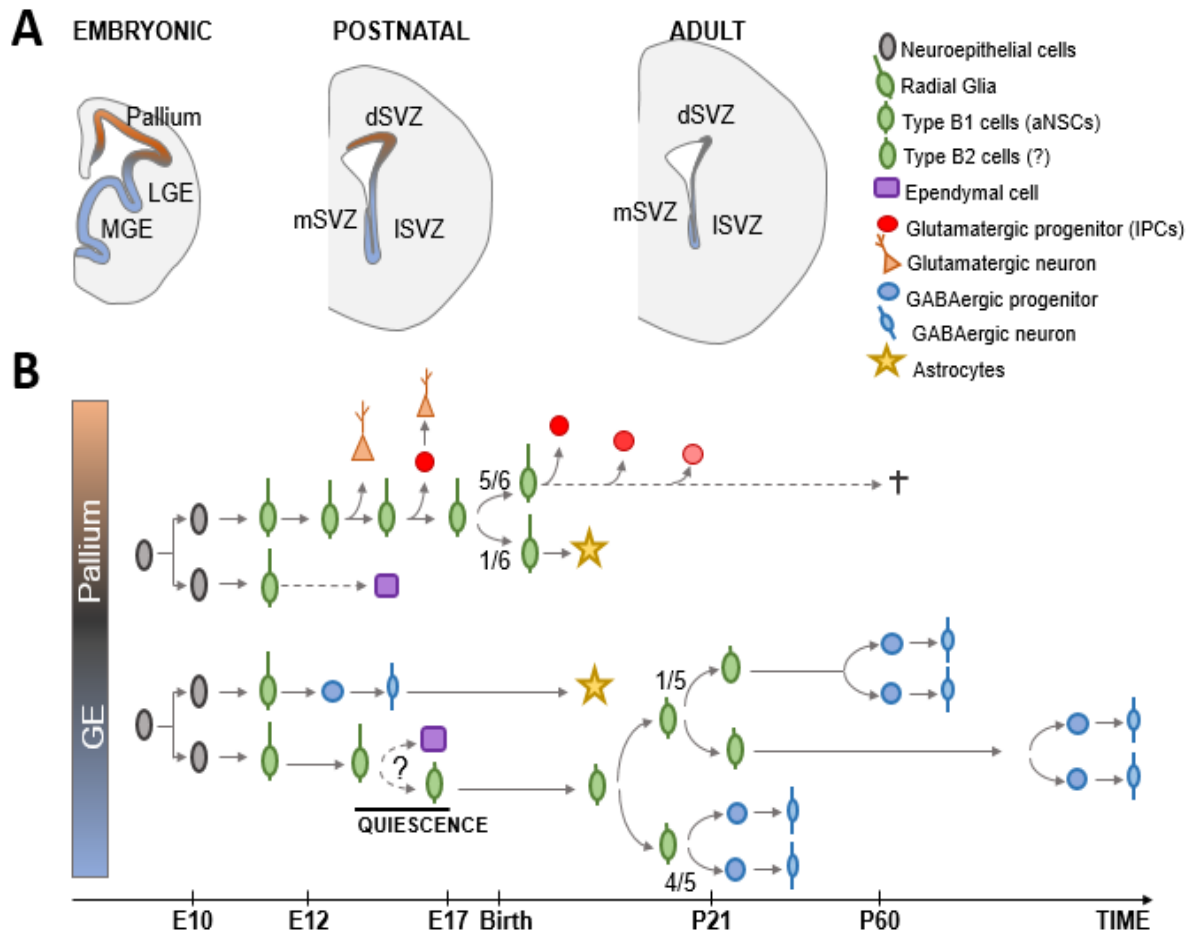 A
EMBRYONIC
POSTNATAL
ADULT
Pallium
LGE
MGE
dSVZ
mSVZ
lSVZ
dSVZ
mSVZ
lSVZ
Neuroepithelial cells
Radial Glia
Type B1 cells (aNSCs)
Type B2 cells (?)
Ependymal cell
Glutamatergic progenitor (IPCs)
Glutamatergic neuron
GABAergic progenitor
GABAergic neuron
Astrocytes
B
Pallium
GE
5/6
1/6
1/5
?
QUIESCENCE
4/5
E10
E12
E17
Birth
P21
P60
TIME